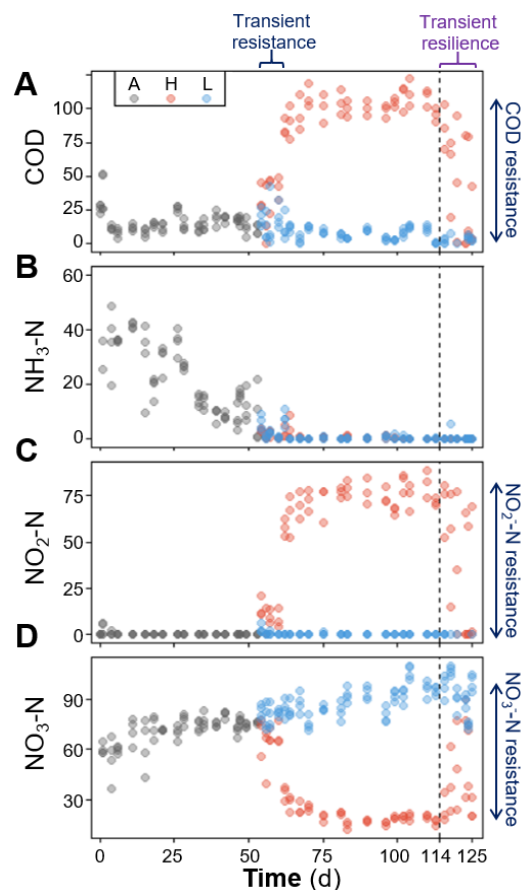 Transient
resistance
Transient
resilience
A
A H L
COD
100
75
50
25
0
COD resistance
B
NH3-N
60
40
20
0
C
NO2-N
75
50
25
0
NO2-N resistance
D
NO3-N
90
60
30
NO3-N resistance
0 25 50 75 100 114 125
Time (d)